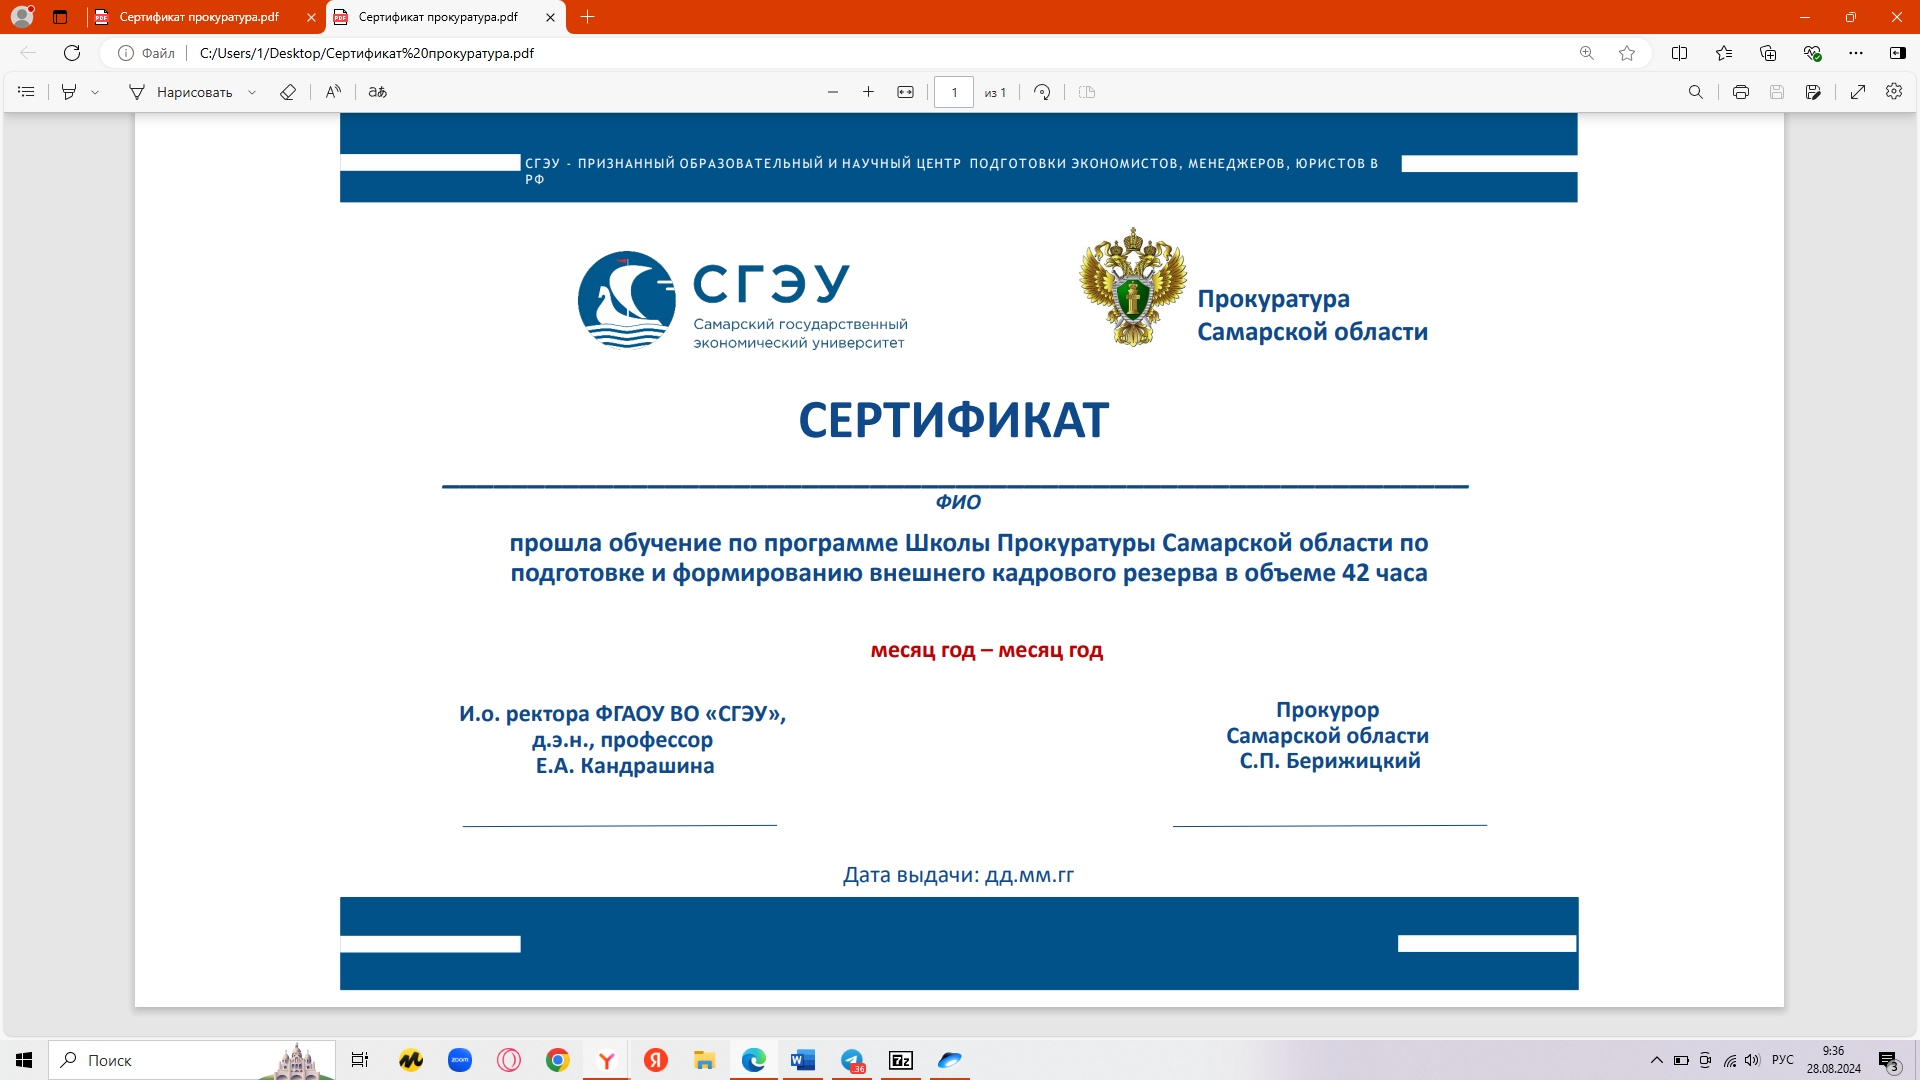 Сертификат прокуратура.pdf
Сертификат прокуратура.pdf
Файл
C:/Users/1/Desktop/Сертификат%20прокуратура.pdf
Нарисовать
1
из 1
СГЭУ - ПРИЗНАННЫЙ ОБРАЗОВАТЕЛЬНЫЙ И НАУЧНЫЙ ЦЕНТР ПОДГОТОВКИ ЭКОНОМИСТОВ, МЕНЕДЖЕРОВ, ЮРИСТОВ В
РФ
СГЭУ
Самарский государственный
экономический университет
Прокуратура
Самарской области
СЕРТИФИКАТ
ФИО
прошла обучение по программе Школы Прокуратуры Самарской области по
подготовке и формированию внешнего кадрового резерва в объеме 42 часа
месяц год – месяц год
И.о. ректора ФГАОУ ВО «СГЭУ»,
д.э.н., профессор
Е.А. Кандрашина
Прокурор
Самарской области
С.П. Берижицкий
Дата выдачи: дд.мм.гг
Поиск
zoom
Я
36
7z
РУС
9:36
28.08.2024
3